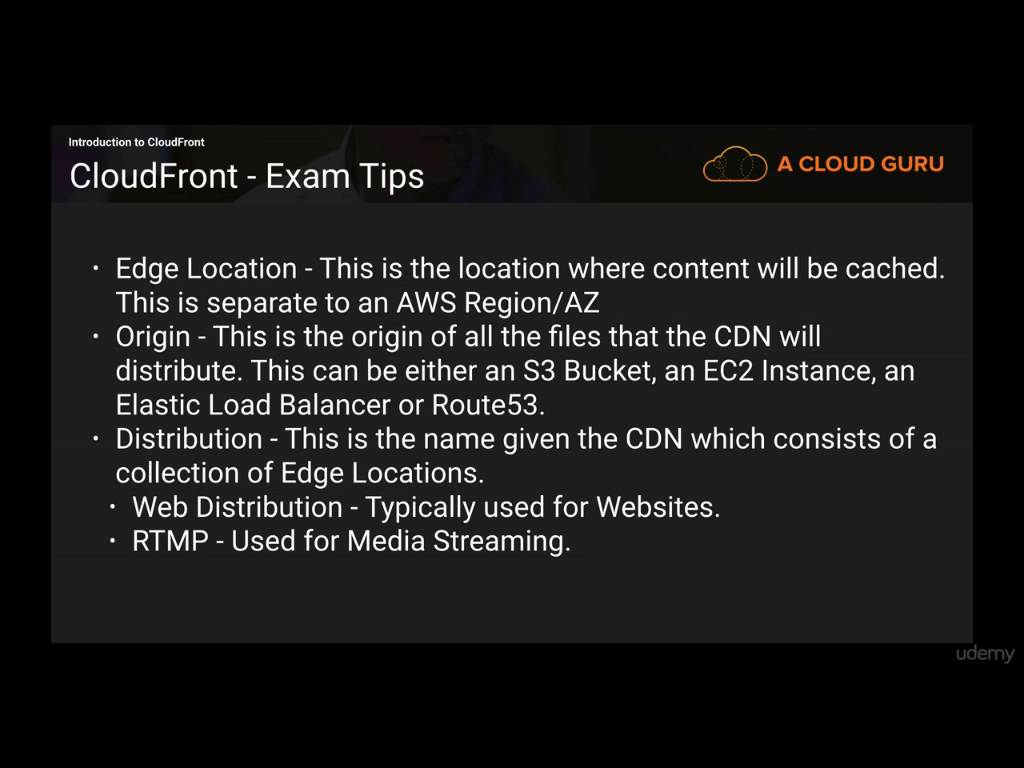 Introduction to CloudFront
CloudFront - Exam Tips
A CLOUD GURU
• Edge Location - This is the location where content will be cached.
This is separate to an AWS Region/AZ
• Origin - This is the origin of all the files that the CDN will
distribute. This can be either an S3 Bucket, an EC2 Instance, an
Elastic Load Balancer or Route53.
• Distribution - This is the name given the CDN which consists of a
collection of Edge Locations.
• Web Distribution - Typically used for Websites.
• RTMP - Used for Media Streaming.
udemy